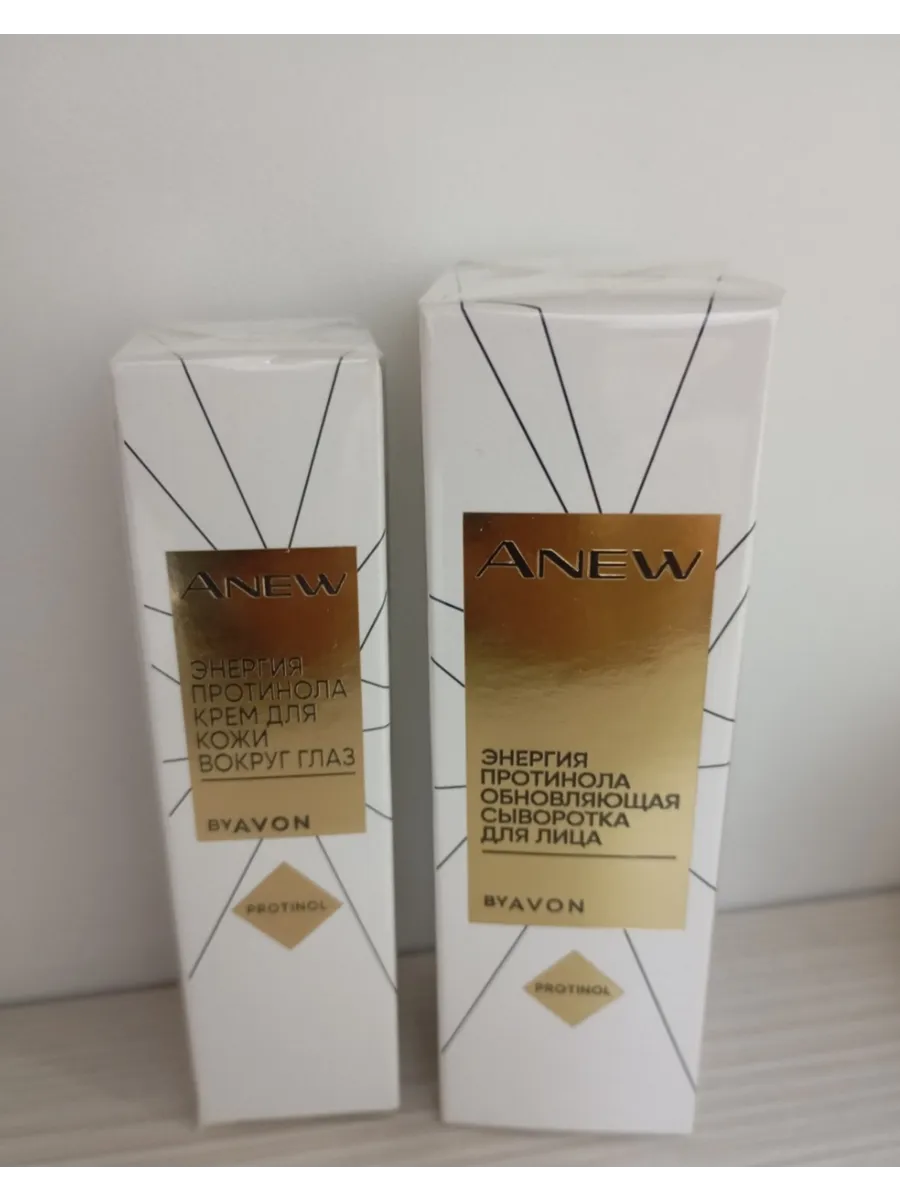 ANEW
ЭНЕРГИЯ
ПРОТИНОЛА
КРЕМ ДЛЯ
КОЖИ
ВОКРУГ ГЛАЗ
BY AVON
PROTINOL
ANEW
ЭНЕРГИЯ
ПРОТИНОЛА
ОБНОВЛЯЮЩАЯ
СЫВОРОТКА
ДЛЯ ЛИЦА
BY AVON
PROTINOL